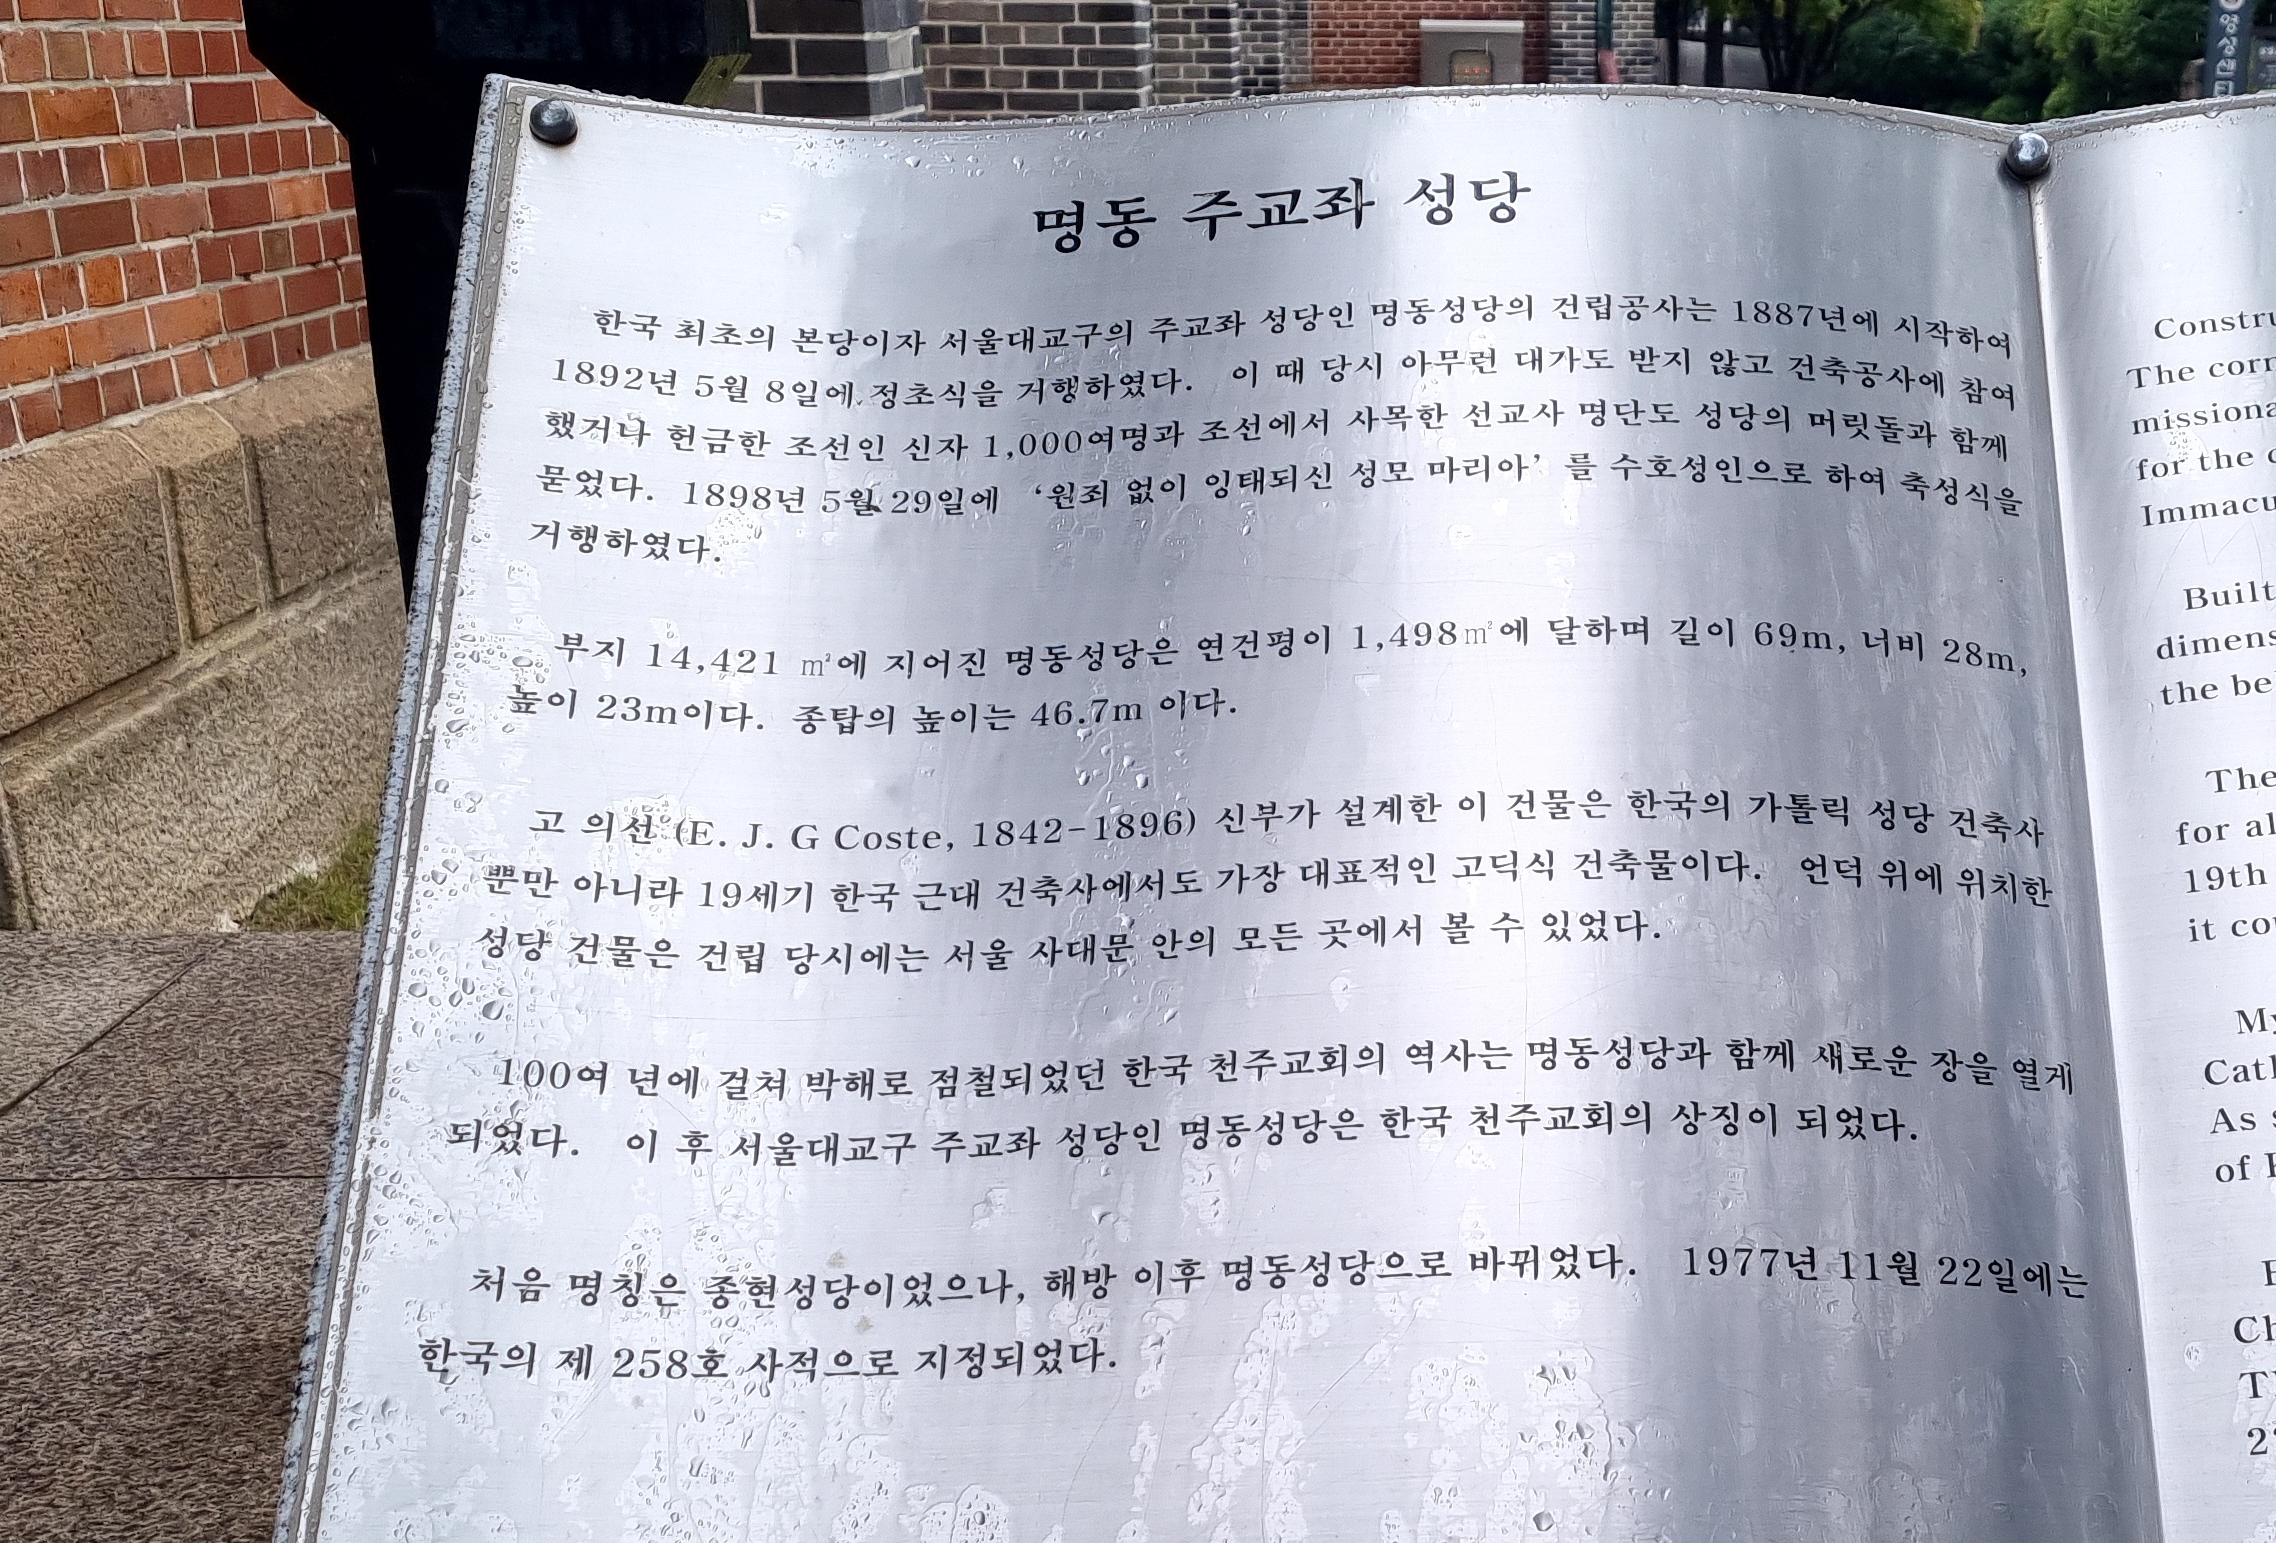 영성센터
명동 주교좌 성당
한국 최초의 본당이자 서울대교구의 주교좌 성당인 명동성당의 건립공사는 1887년에 시작하여
1892년 5월 8일에 정초식을 거행하였다. 이 때 당시 아무런 대가도 받지 않고 건축공사에 참여
했거나 헌금한 조선인 신자 1,000여명과 조선에서 사목한 선교사 명단도 성당의 머릿돌과 함께
묻었다. 1898년 5월 29일에 ‘원죄 없이 잉태되신 성모 마리아’ 를 수호성인으로 하여 축성식을
거행하였다.
부지 14,421 ㎡에 지어진 명동성당은 연건평이 1,498㎡에 달하며 길이 69m, 너비 28m,
높이 23m이다. 종탑의 높이는 46.7m 이다.
고 의선 (E. J. G Coste, 1842-1896) 신부가 설계한 이 건물은 한국의 가톨릭 성당 건축사
뿐만 아니라 19세기 한국 근대 건축사에서도 가장 대표적인 고딕식 건축물이다. 언덕 위에 위치한
성당 건물은 건립 당시에는 서울 사대문 안의 모든 곳에서 볼 수 있었다.
100여 년에 걸쳐 박해로 점철되었던 한국 천주교회의 역사는 명동성당과 함께 새로운 장을 열게
되었다. 이 후 서울대교구 주교좌 성당인 명동성당은 한국 천주교회의 상징이 되었다.
처음 명칭은 종현성당이었으나, 해방 이후 명동성당으로 바뀌었다. 1977년 11월 22일에는
한국의 제 258호 사적으로 지정되었다.
Constru
The corn
missiona
for the
Immacu
Built
dimens
the be
The
for al
19th
it co
My
Cath
As
of
Ch